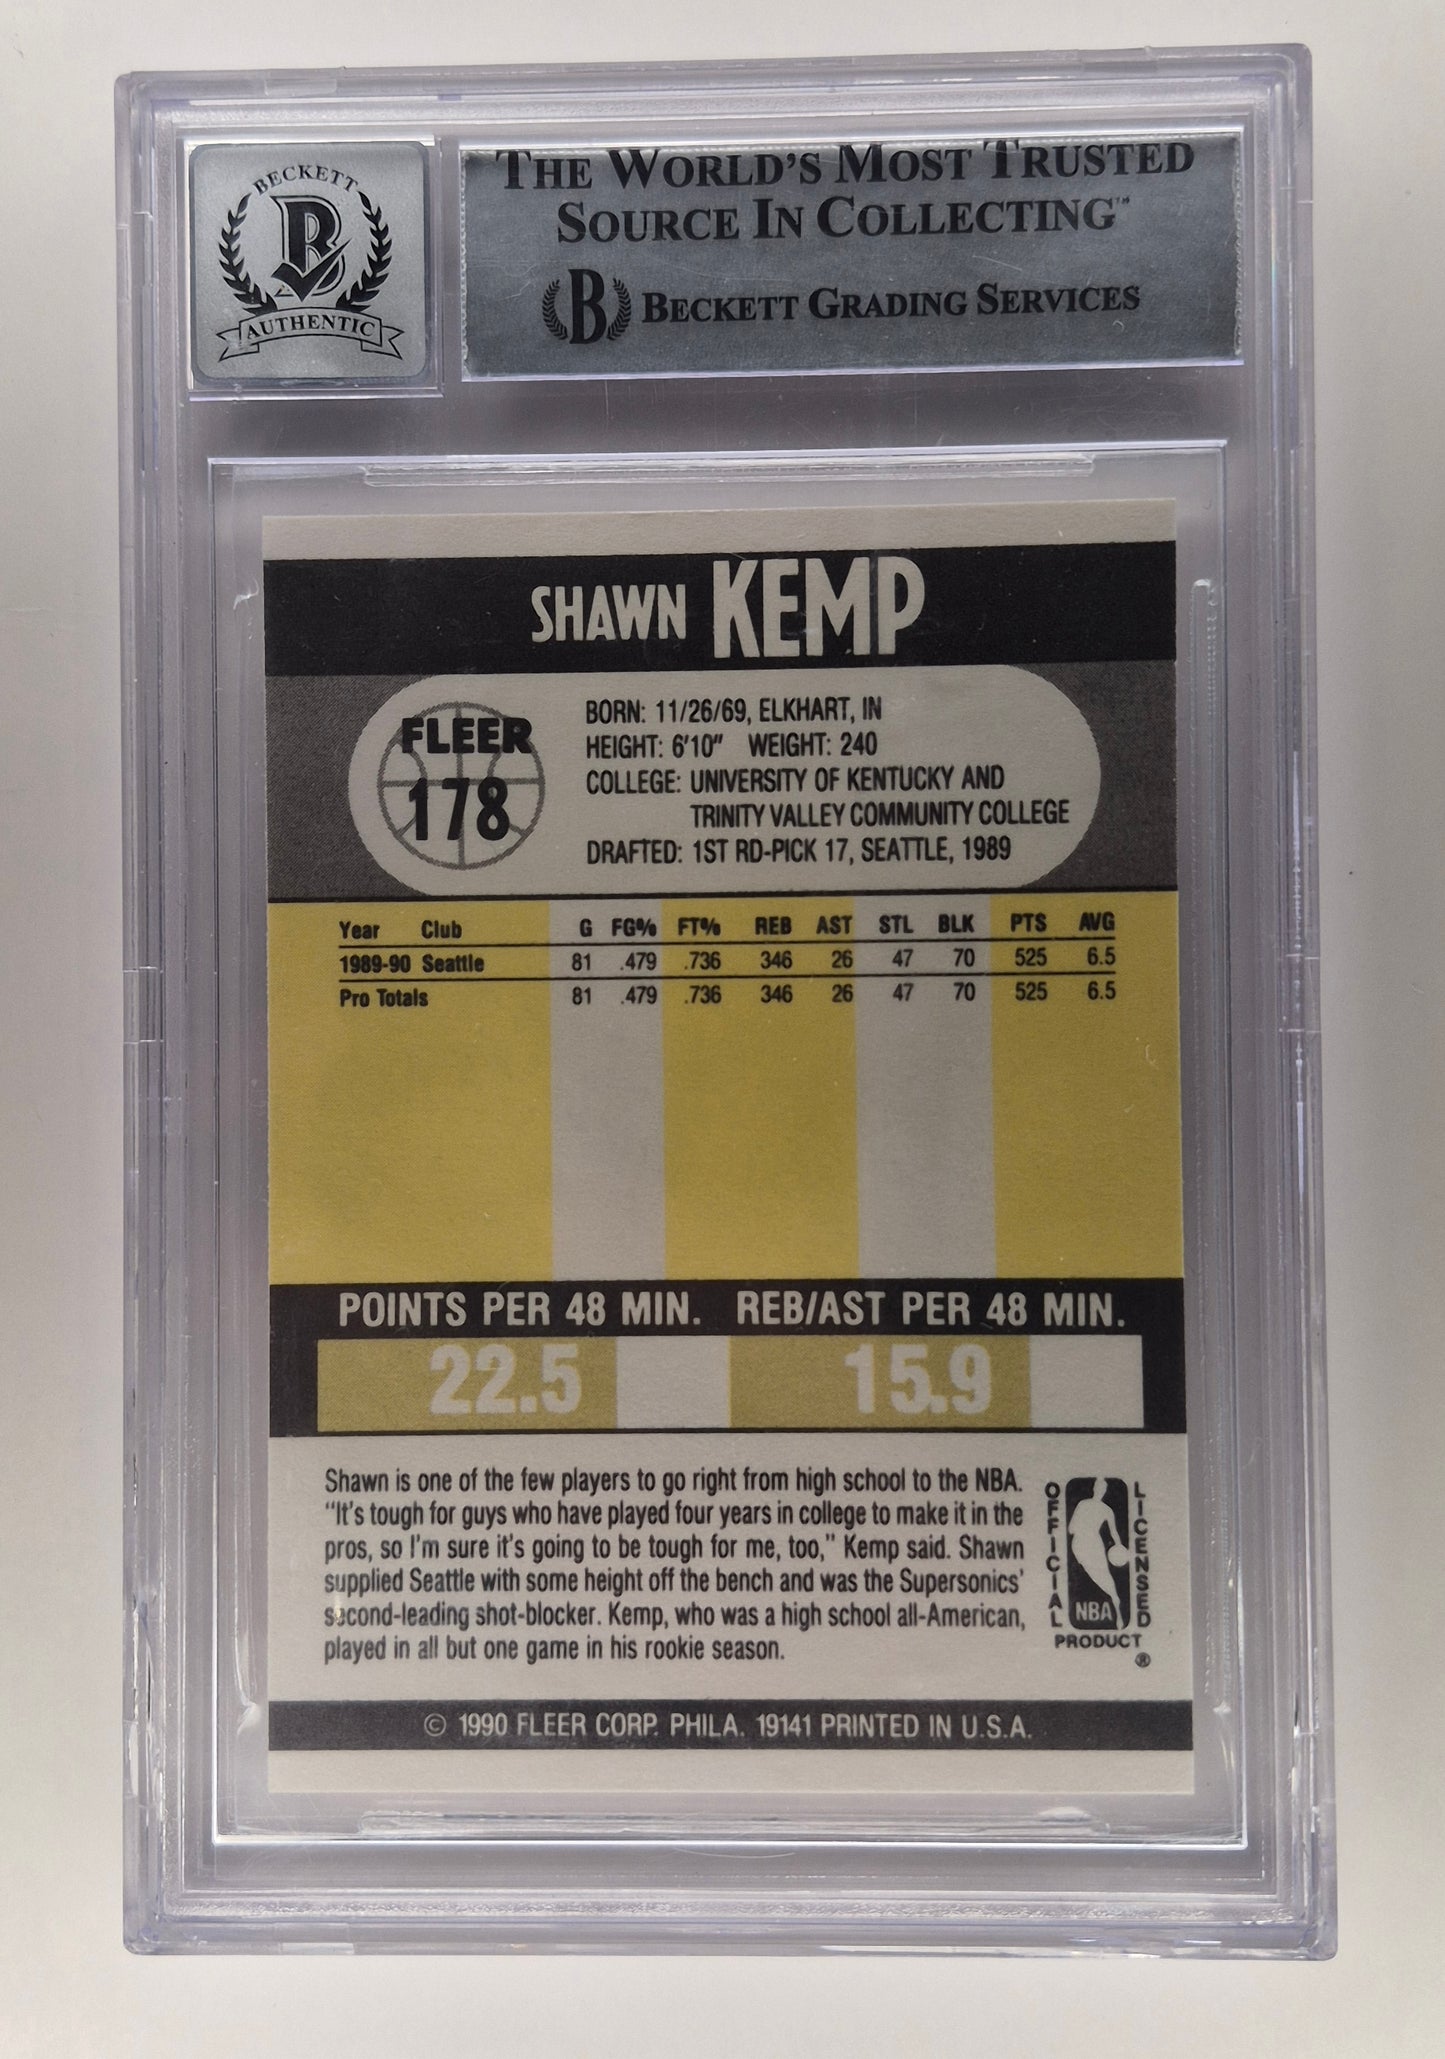 BECKETT
B
AUTHENTIC
THE WORLD'S MOST TRUSTED
SOURCE IN COLLECTING™
B BECKETT GRADING SERVICES
SHAWN KEMP
FLEER
178
BORN: 11/26/69, ELKHART, IN
HEIGHT: 6'10" WEIGHT: 240
COLLEGE: UNIVERSITY OF KENTUCKY AND
TRINITY VALLEY COMMUNITY COLLEGE
DRAFTED: 1ST RD-PICK 17, SEATTLE, 1989
Year Club G FG% FT% REB AST STL BLK PTS AVG
1989-90 Seattle 81 .479 .736 346 26 47 70 525 6.5
Pro Totals 81 .479 .736 346 26 47 70 525 6.5
POINTS PER 48 MIN. REB/AST PER 48 MIN.
22.5 15.9
Shawn is one of the few players to go right from high school to the NBA.
"It's tough for guys who have played four years in college to make it in the
pros, so I'm sure it's going to be tough for me, too," Kemp said. Shawn
supplied Seattle with some height off the bench and was the Supersonics'
second-leading shot-blocker. Kemp, who was a high school all-American,
played in all but one game in his rookie season.
OFFICIAL
LICENSED
NBA
PRODUCT
®
© 1990 FLEER CORP. PHILA. 19141 PRINTED IN U.S.A.